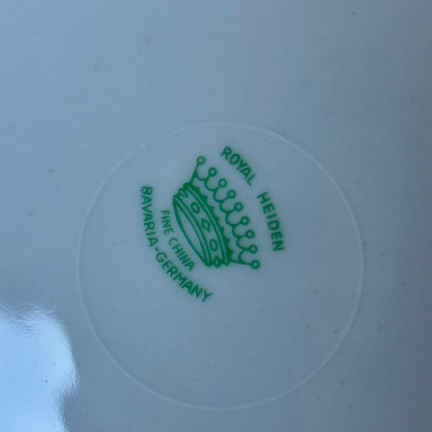 ROYAL HEIDEN
FINE CHINA
BAVARIA-GERMANY